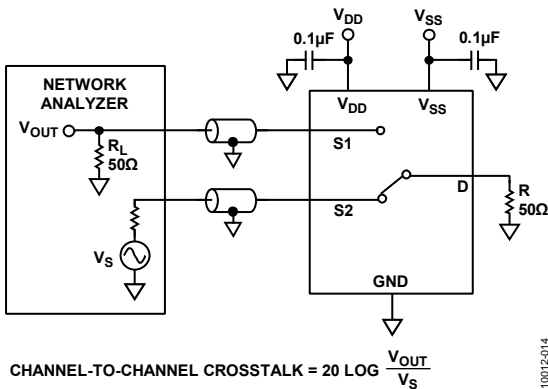 VDD
VSS
0.1µF
0.1µF
NETWORK
ANALYZER
VDD
VSS
VOUT
RL
50Ω
S1
S2
D
R
50Ω
VS
GND
CHANNEL-TO-CHANNEL CROSSTALK = 20 LOG VOUT
VS
10012-014